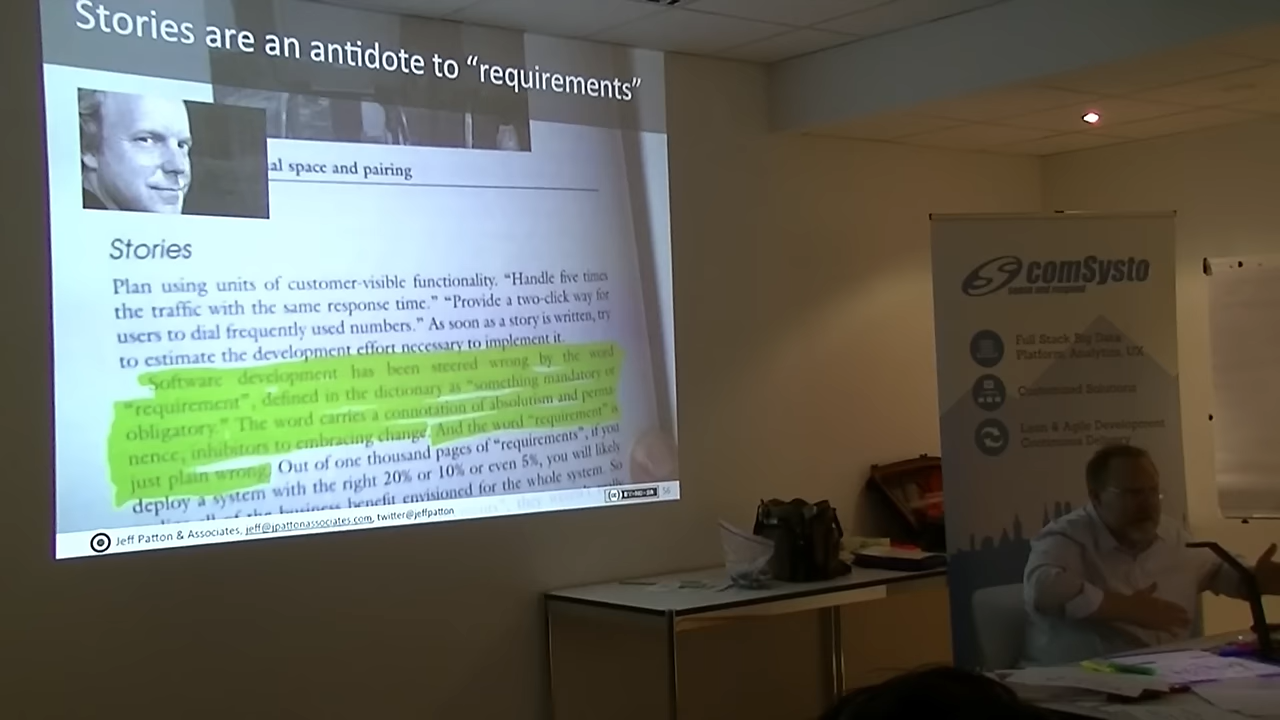 Stories are an antidote to “requirements”
al space and pairing
Stories
Plan using units of customer-visible functionality. “Handle five times
the traffic with the same response time.” “Provide a two-click way for
users to dial frequently used numbers.” As soon as a story is written, try
to estimate the development effort necessary to implement it.
Software development has been steered wrong by the word
“requirement”, defined in the dictionary as “something mandatory or
obligatory.” The word carries a connotation of absolutism and perma-
nence, inhibitors to embracing change. And the word “requirement” is
just plain wrong. Out of one thousand pages of “requirements”, if you
deploy a system with the right 20% or 10% or even 5%, you will likely
business benefit envisioned for the whole system. So
Jeff Patton & Associates, jeff@jpattonassociates.com, twitter@jeffpatton
56
comSysto
Full Stack Big Data
Platform, Analytics, UX
Customized Solutions
Lean & Agile Development